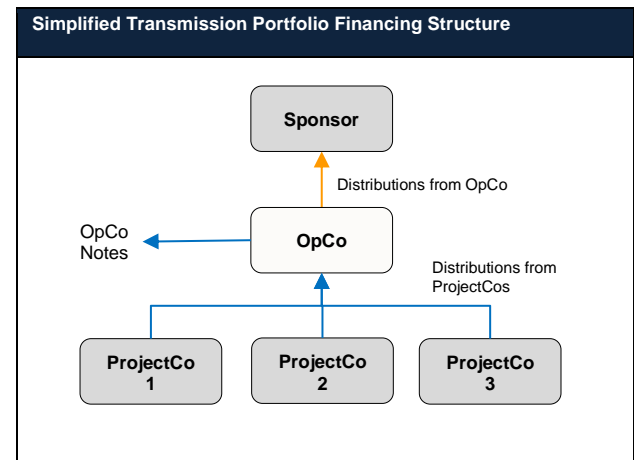 Simplified Transmission Portfolio Financing Structure
Sponsor
Distributions from OpCo
OpCo
Notes
OpCo
Distributions from
ProjectCos
ProjectCo
1
ProjectCo
2
ProjectCo
3